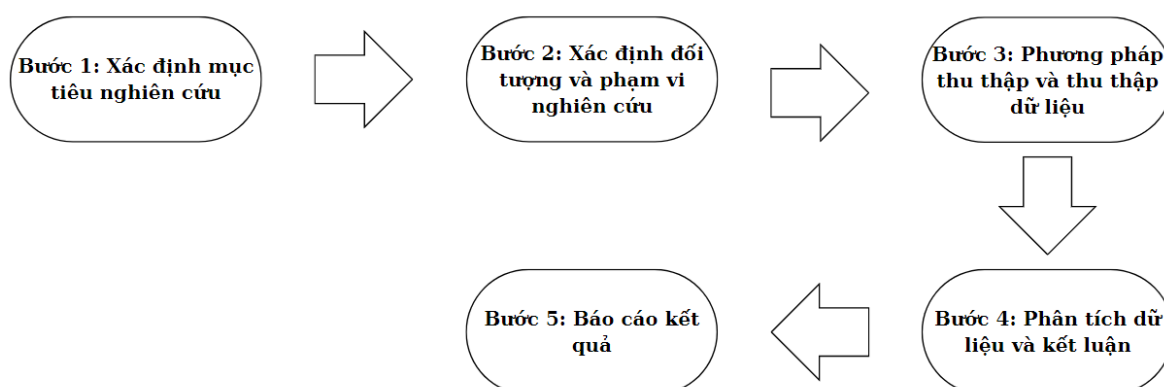 Bước 1: Xác định mục
tiêu nghiên cứu
Bước 2: Xác định đối
tượng và phạm vi
nghiên cứu
Bước 3: Phương pháp
thu thập và thu thập
dữ liệu
Bước 4: Phân tích dữ
liệu và kết luận
Bước 5: Báo cáo kết
quả